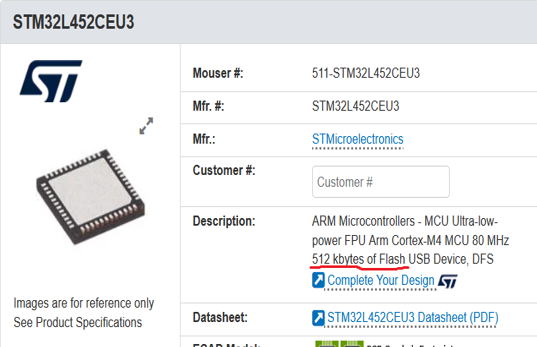 STM32L452CEU3
ST
Mouser #: 511-STM32L452CEU3
Mfr. #: STM32L452CEU3
Mfr.: STMicroelectronics
Customer #: Customer #
Description: ARM Microcontrollers - MCU Ultra-low-
power FPU Arm Cortex-M4 MCU 80 MHz
512 kbytes of Flash USB Device, DFS
Complete Your Design ST
Images are for reference only
See Product Specifications
Datasheet: STM32L452CEU3 Datasheet (PDF)